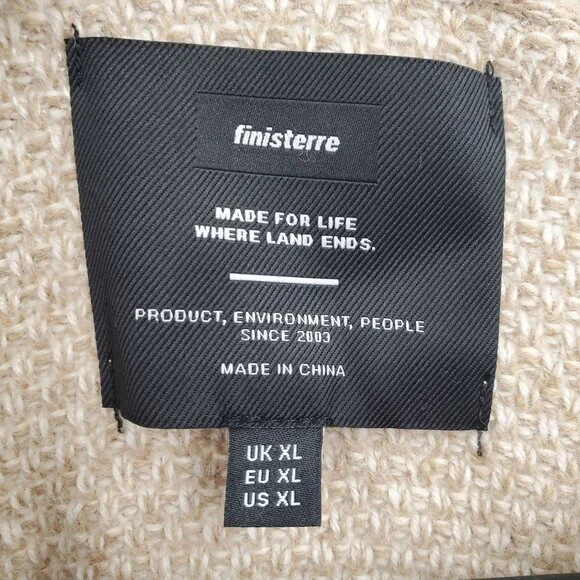 finisterre
MADE FOR LIFE
WHERE LAND ENDS.
PRODUCT, ENVIRONMENT, PEOPLE
SINCE 2003
MADE IN CHINA
UK XL
EU XL
US XL